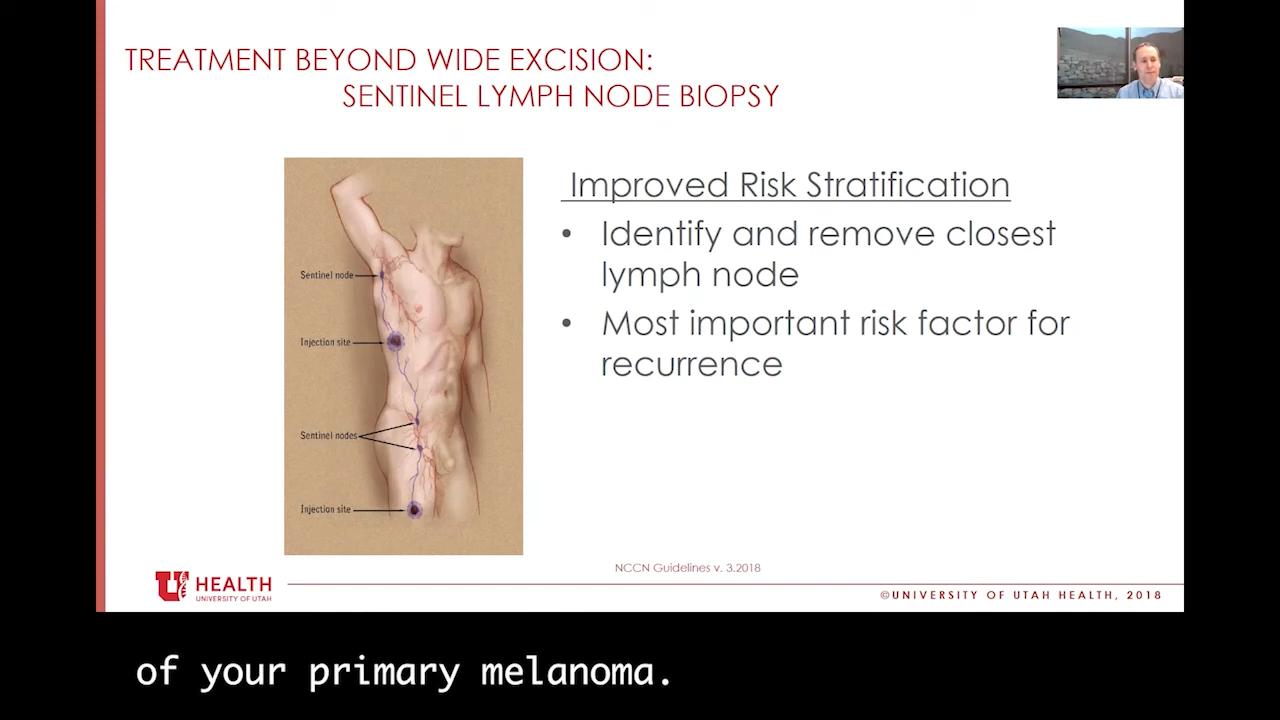 TREATMENT BEYOND WIDE EXCISION:
SENTINEL LYMPH NODE BIOPSY
Sentinel node
Injection site
Sentinel nodes
Injection site
Improved Risk Stratification
• Identify and remove closest
lymph node
• Most important risk factor for
recurrence
NCCN Guidelines v. 3.2018
U HEALTH
UNIVERSITY OF UTAH
©UNIVERSITY OF UTAH HEALTH, 2018
of your primary melanoma.